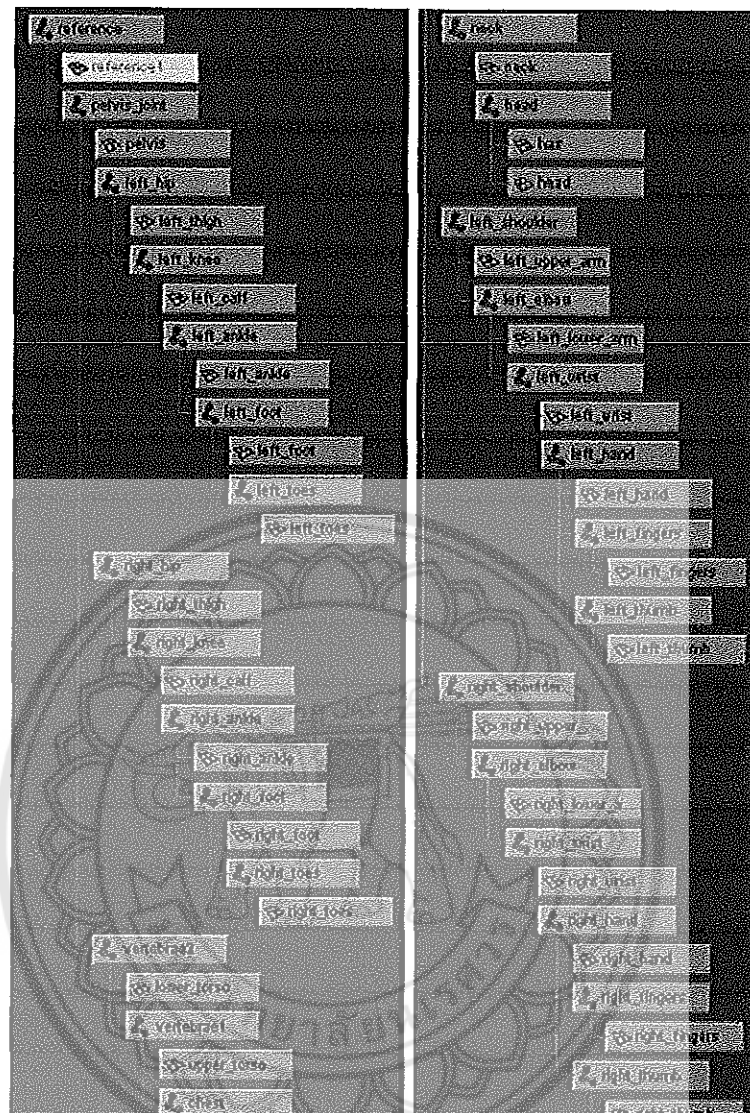 reference
reference1
pelvis_joint
pelvis
left_hip
left_thigh
left_knee
left_calf
left_ankle
left_ankle
left_foot
left_foot
left_toes
left_toes
right_hip
right_thigh
right_knee
right_calf
right_ankle
right_ankle
right_foot
right_foot
right_toes
right_toes
lower_torso
upper_torso
chest
neck
neck
head
hair
head
left_shoulder
left_upper_arm
left_elbow
left_lower_arm
left_wrist
left_wrist
left_hand
left_hand
left_fingers
left_fingers
left_thumb
left_thumb
right_shoulder
right_upper_
right_elbow
right_lower_a
right_wrist
right_wrist
right_hand
right_hand
right_fingers
right_fingers
right_thumb